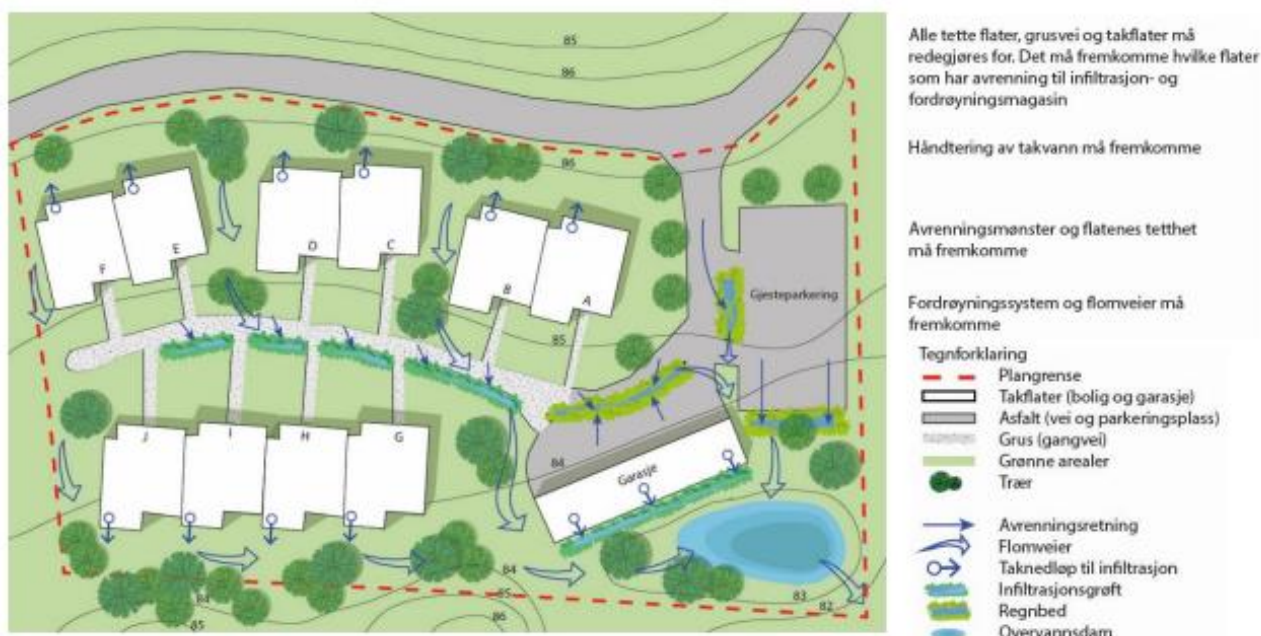 85
86
86
E
D
C
F
B
A
Gjesteparkering
85
J
I
H
G
84
Garasje
84
85
84
85
86
83
82
Alle tette flater, grusvei og takflater må
redegjøres for. Det må fremkomme hvilke flater
som har avrenning til infiltrasjon- og
fordrøyningsmagasin
Håndtering av takvann må fremkomme
Avrenningsmønster og flatenes tetthet
må fremkomme
Fordrøyningssystem og flomveier må
fremkomme
Tegnforklaring
Plangrense
Takflater (bolig og garasje)
Asfalt (vei og parkeringsplass)
Grus (gangvei)
Grønne arealer
Trær
Avrenningsretning
Flomveier
Taknedløp til infiltrasjon
Infiltrasjonsgrøft
Regnbed
Overvannsdam